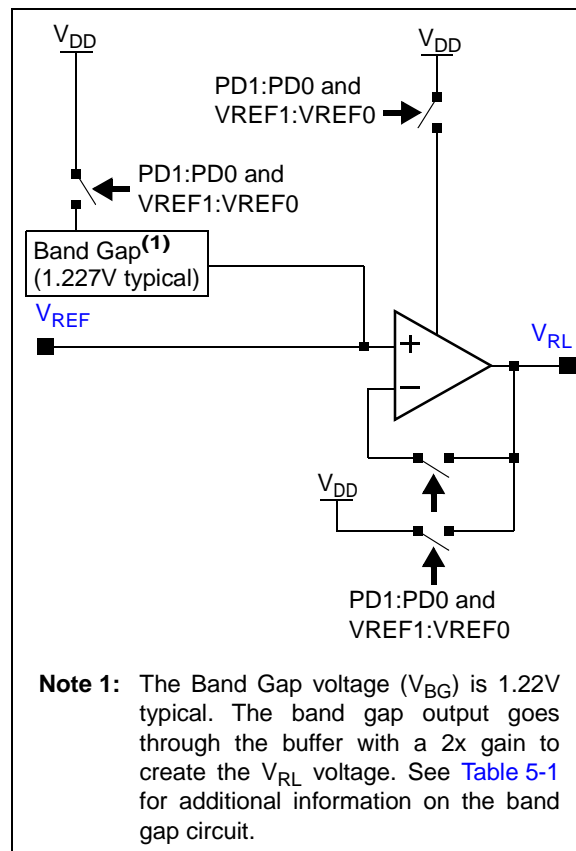 VDD
VDD
PD1:PD0 and
VREF1:VREF0
PD1:PD0 and
VREF1:VREF0
Band Gap(1)
(1.227V typical)
VREF
VRL
+
−
VDD
PD1:PD0 and
VREF1:VREF0
Note 1: The Band Gap voltage (VBG) is 1.22V
typical. The band gap output goes
through the buffer with a 2x gain to
create the VRL voltage. See Table 5-1
for additional information on the band
gap circuit.